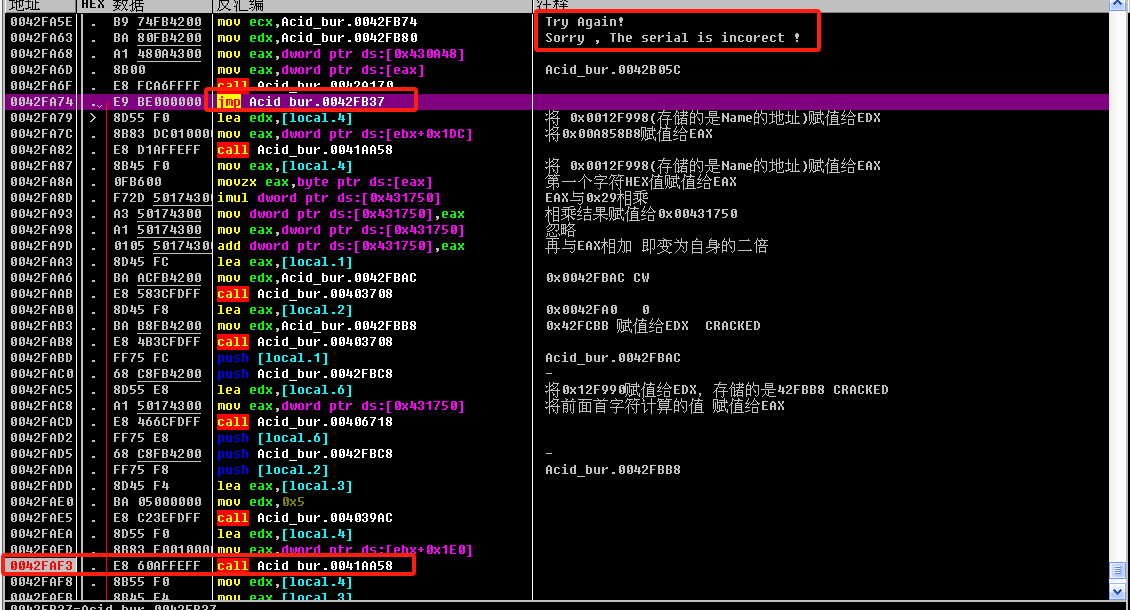 地址 HEX 数据 反汇编 注释
0042FA5E . B9 74FB4200 mov ecx,Acid_bur.0042FB74 Try Again!
0042FA63 . BA 80FB4200 mov edx,Acid_bur.0042FB80 Sorry , The serial is incorect !
0042FA68 . A1 480A4300 mov eax,dword ptr ds:[0x430A48]
0042FA6D . 8B00 mov eax,dword ptr ds:[eax] Acid_bur.0042B05C
0042FA6F . E8 FCA6FFFF call Acid_bur.0042A170
0042FA74 . E9 BE000000 jmp Acid_bur.0042FB37
0042FA79 > 8D55 F0 lea edx,[local.4] 将 0x0012F998(存储的是Name的地址)赋值给EDX
0042FA7C . 8B83 DC010000 mov eax,dword ptr ds:[ebx+0x1DC] 将0x00A858B8赋值给EAX
0042FA82 . E8 D1AFFEFF call Acid_bur.0041AA58
0042FA87 . 8B45 F0 mov eax,[local.4] 将 0x0012F998(存储的是Name的地址)赋值给EAX
0042FA8A . 0FB600 movzx eax,byte ptr ds:[eax] 第一个字符HEX值赋值给EAX
0042FA8D . F72D 50174300 imul dword ptr ds:[0x431750] EAX与0x29相乘
0042FA93 . A3 50174300 mov dword ptr ds:[0x431750],eax 相乘结果赋值给0x00431750
0042FA98 . A1 50174300 mov eax,dword ptr ds:[0x431750] 忽略
0042FA9D . 0105 50174300 add dword ptr ds:[0x431750],eax 再与EAX相加 即变为自身的二倍
0042FAA3 . 8D45 FC lea eax,[local.1]
0042FAA6 . BA ACFB4200 mov edx,Acid_bur.0042FBAC 0x0042FBAC CW
0042FAAB . E8 583CFDFF call Acid_bur.00403708
0042FAB0 . 8D45 F8 lea eax,[local.2] 0x0042FA0 0
0042FAB3 . BA B8FB4200 mov edx,Acid_bur.0042FBB8 0x42FCBB 赋值给EDX CRACKED
0042FAB8 . E8 4B3CFDFF call Acid_bur.00403708
0042FABD . FF75 FC push [local.1] Acid_bur.0042FBAC
0042FAC0 . 68 C8FB4200 push Acid_bur.0042FBC8 -
0042FAC5 . 8D55 E8 lea edx,[local.6] 将0x12F990赋值给EDX, 存储的是42FBB8 CRACKED
0042FAC8 . A1 50174300 mov eax,dword ptr ds:[0x431750] 将前面首字符计算的值 赋值给EAX
0042FACD . E8 466CFDFF call Acid_bur.00406718
0042FAD2 . FF75 E8 push [local.6]
0042FAD5 . 68 C8FB4200 push Acid_bur.0042FBC8 -
0042FADA . FF75 F8 push [local.2] Acid_bur.0042FBB8
0042FADD . 8D45 F4 lea eax,[local.3]
0042FAE0 . BA 05000000 mov edx,0x5
0042FAE5 . E8 C23EFDFF call Acid_bur.004039AC
0042FAEA . 8D55 F0 lea edx,[local.4]
0042FAED . 8B83 E0010000 mov eax,dword ptr ds:[ebx+0x1E0]
0042FAF3 . E8 60AFFEFF call Acid_bur.0041AA58
0042FAF8 . 8B55 F0 mov edx,[local.4]
0042FAFB . 8B45 F4 mov eax,[local.3]
0042FB37=Acid_bur.0042FB37